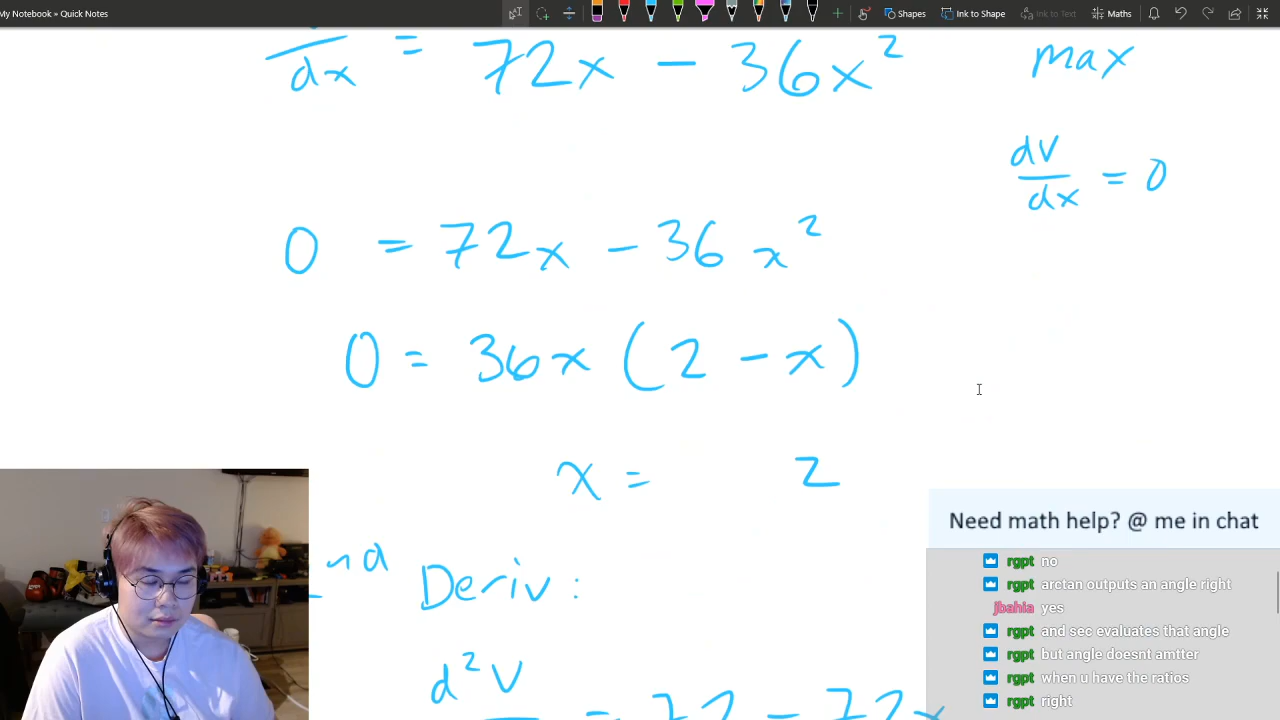 My Notebook » Quick Notes
Shapes Ink to Shape Ink to Text Maths
dx = 72x - 36x² max
dV/dx = 0
0 = 72x - 36x²
0 = 36x (2 - x)
x = 2
nd Deriv:
d²V = 72 - 72x
Need math help? @ me in chat
rgpt no
rgpt arctan outputs an angle right
jbahia yes
rgpt and sec evaluates that angle
rgpt but angle doesnt amtter
rgpt when u have the ratios
rgpt right